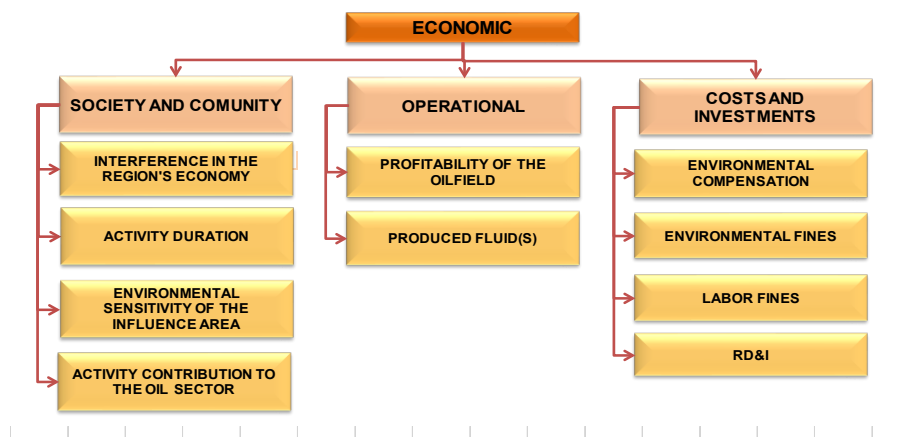 ECONOMIC
SOCIETY AND COMUNITY
INTERFERENCE IN THE
REGION'S ECONOMY
ACTIVITY DURATION
ENVIRONMENTAL
SENSITIVITY OF THE
INFLUENCE AREA
ACTIVITY CONTRIBUTION TO
THE OIL SECTOR
OPERATIONAL
PROFITABILITY OF THE
OILFIELD
PRODUCED FLUID(S)
COSTS AND
INVESTMENTS
ENVIRONMENTAL
COMPENSATION
ENVIRONMENTAL FINES
LABOR FINES
RD&I